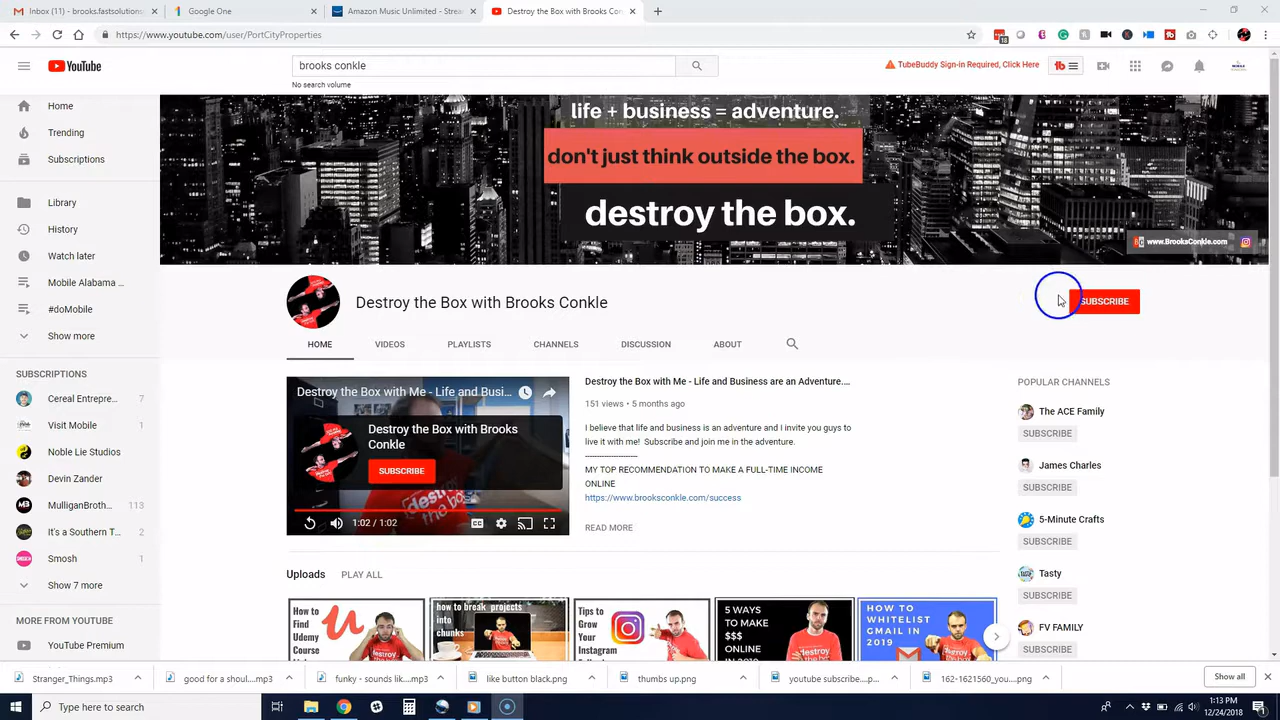 Inbox (10) - brooks.fastsolutions
Google One
Amazon Music Unlimited - Stream
Destroy the Box with Brooks Con
https://www.youtube.com/user/PortCityProperties
18
YouTube
brooks conkle
No search volume
TubeBuddy Sign-in Required, Click Here
tb
Home
Trending
Subscriptions
Library
History
Watch later
Mobile Alabama ...
#doMobile
Show more
SUBSCRIPTIONS
Cereal Entrepre... 7
Visit Mobile 1
Noble Lie Studios
Devin Zander
MulliganBroth... 113
It's a Southern T... 2
Smosh 1
Show 7 more
MORE FROM YOUTUBE
YouTube Premium
life + business = adventure.
don't just think outside the box.
destroy the box.
www.BrooksConkle.com
Destroy the Box with Brooks Conkle
SUBSCRIBE
HOME
VIDEOS
PLAYLISTS
CHANNELS
DISCUSSION
ABOUT
Destroy the Box with Me - Life and Busi...
Destroy the Box with Brooks
Conkle
SUBSCRIBE
destroy
the box
1:02 / 1:02
CC
Destroy the Box with Me - Life and Business are an Adventure....
151 views • 5 months ago
I believe that life and business is an adventure and I invite you guys to
live it with me! Subscribe and join me in the adventure.
----------------------
MY TOP RECOMMENDATION TO MAKE A FULL-TIME INCOME
ONLINE
https://www.brooksconkle.com/success
READ MORE
POPULAR CHANNELS
The ACE Family
SUBSCRIBE
James Charles
SUBSCRIBE
5-Minute Crafts
SUBSCRIBE
Tasty
SUBSCRIBE
FV FAMILY
SUBSCRIBE
Uploads
PLAY ALL
How to
Find
Udemy
Course
how to break projects
into
chunks
Tips to
Grow
Your
Instagram
5 WAYS
TO MAKE
$$$
ONLINE
IN 2019
HOW TO
WHITELIST
GMAIL IN
2019
Stranger_Things.mp3
good for a shoul....mp3
funky - sounds lik....mp3
like button black.png
thumbs up.png
youtube subscribe....p...
162-1621560_you....png
Show all
Type here to search
1:13 PM
12/24/2018